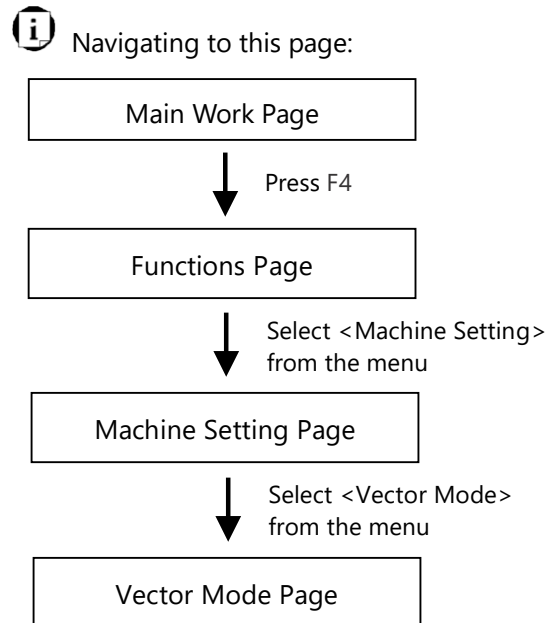 i
Navigating to this page:
Main Work Page
Press F4
Functions Page
Select <Machine Setting>
from the menu
Machine Setting Page
Select <Vector Mode>
from the menu
Vector Mode Page